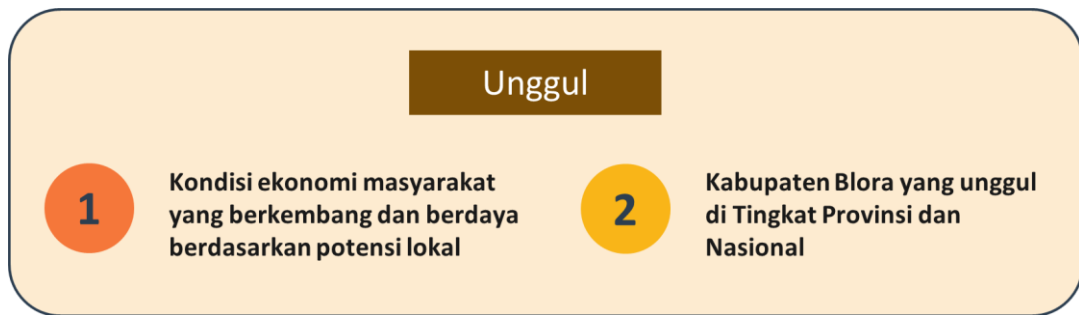 Unggul
1
Kondisi ekonomi masyarakat
yang berkembang dan berdaya
berdasarkan potensi lokal
2
Kabupaten Blora yang unggul
di Tingkat Provinsi dan
Nasional